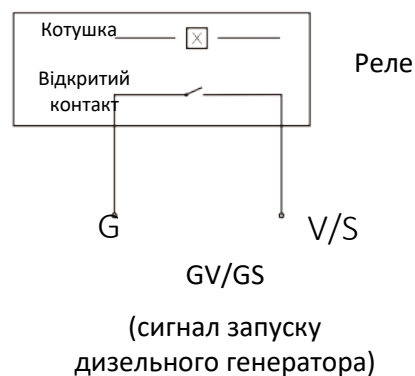 Котушка
Реле
Відкритий
контакт
G
V/S
GV/GS
(сигнал запуску
дизельного генератора)